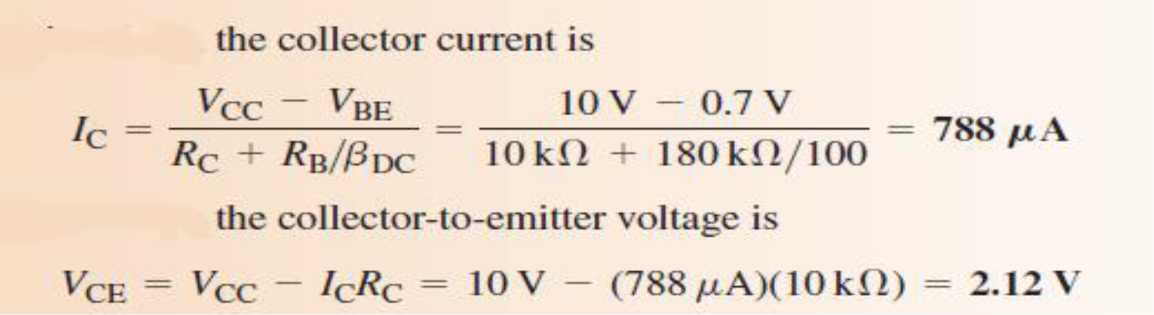 the collector current is
I_C = (V_CC − V_BE) / (R_C + R_B/β_DC) = (10 V − 0.7 V) / (10 kΩ + 180 kΩ/100) = 788 μA
the collector-to-emitter voltage is
V_CE = V_CC − I_CR_C = 10 V − (788 μA)(10 kΩ) = 2.12 V